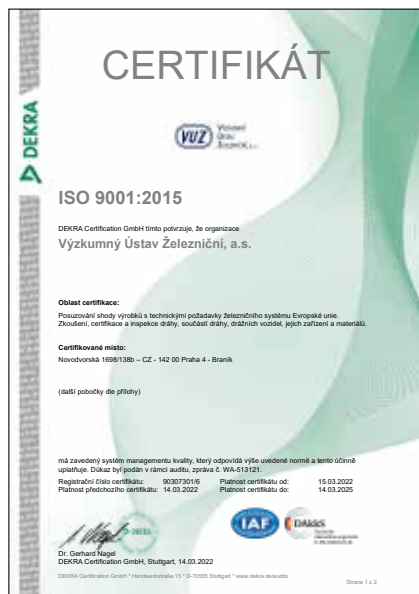 CERTIFIKÁT
DEKRA
VUZ
ISO 9001:2015
DEKRA Certification GmbH tímto potvrzuje, že organizace
Výzkumný Ústav Železniční, a.s.
Oblast certifikace:
Posuzování shody výrobků s technickými požadavky železničního systému Evropské unie.
Zkoušení, certifikace a inspekce dráhy, součástí dráhy, drážních vozidel, jejich zařízení a materiálů.
Certifikované místo:
Novodvorská 1698/138b – CZ - 142 00 Praha 4 - Braník
(další pobočky dle přílohy)
má zavedený systém managementu kvality, který odpovídá výše uvedené normě a tento účinně
uplatňuje. Důkaz byl podán v rámci auditu, zpráva č. WA-513121.
Registrační číslo certifikátu: 90307301/6 Platnost certifikátu od: 15.03.2022
Platnost předchozího certifikátu: 14.03.2022 Platnost certifikátu do: 14.03.2025
DEKRA
IAF
DAkkS
Dr. Gerhard Nagel
DEKRA Certification GmbH, Stuttgart, 14.03.2022
DEKRA Certification GmbH * Handwerkstraße 15 * D-70565 Stuttgart * www.dekra.de/audits
Strana 1 z 2